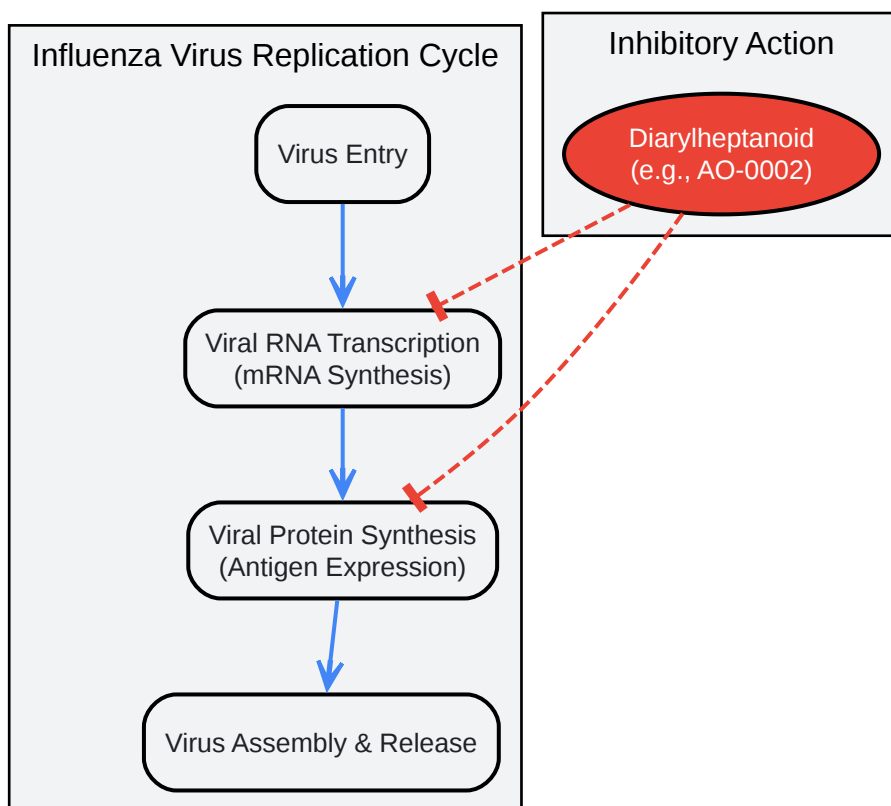 Influenza Virus Replication Cycle
Virus Entry
Viral RNA Transcription
(mRNA Synthesis)
Viral Protein Synthesis
(Antigen Expression)
Virus Assembly & Release
Inhibitory Action
Diarylheptanoid
(e.g., AO-0002)